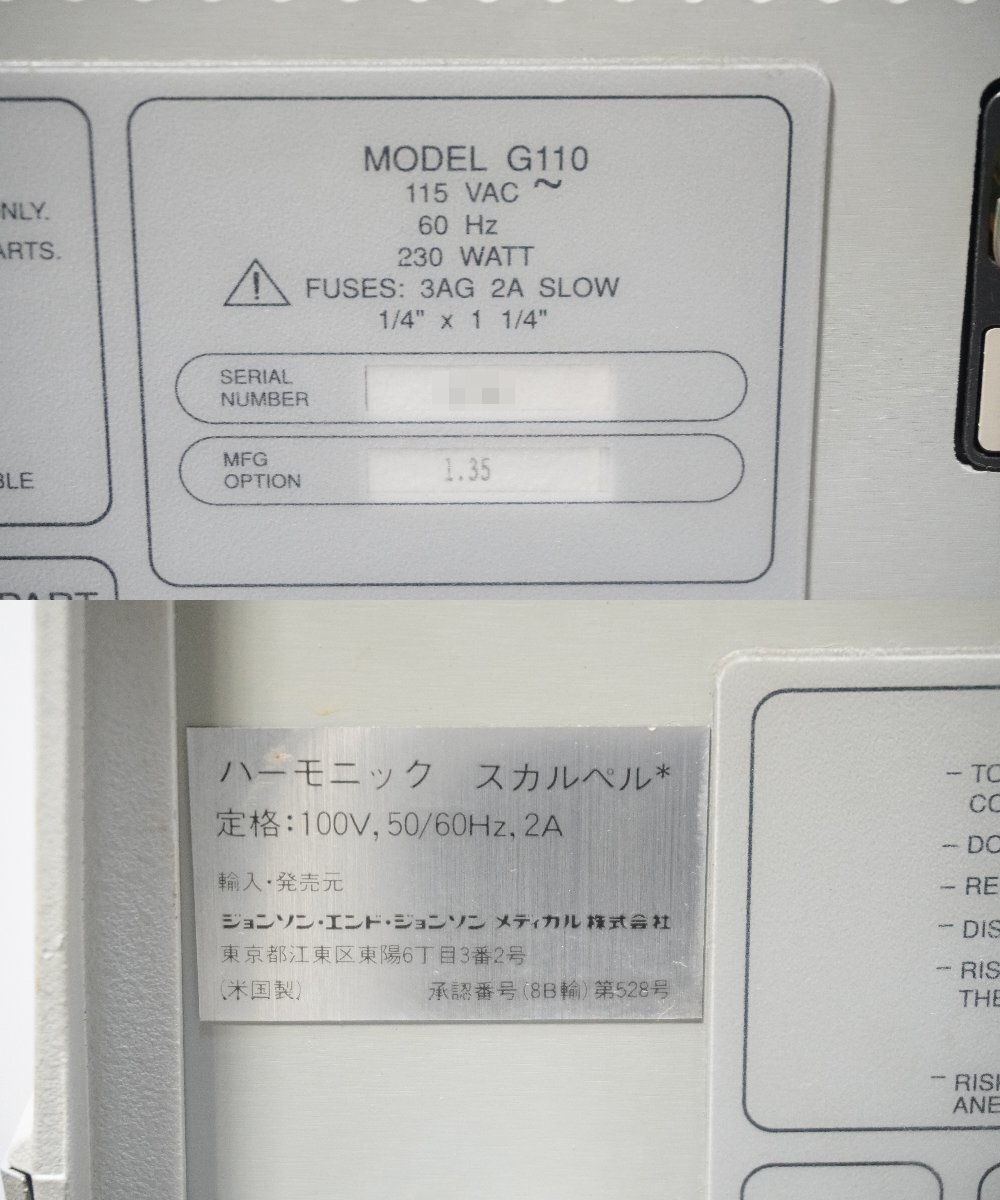 NLY.
ARTS.
BLE
PART
MODEL G110
115 VAC ~
60 Hz
230 WATT
FUSES: 3AG 2A SLOW
1/4" x 1 1/4"
SERIAL
NUMBER
MFG
OPTION
1.35
ハーモニック スカルペル*
定格:100V, 50/60Hz, 2A
輸入・発売元
ジョンソン・エンド・ジョンソン メディカル 株式会社
東京都江東区東陽6丁目3番2号
(米国製) 承認番号(8B輸)第528号
– TO
CO
– DO
– RE
– DIS
– RIS
THE
– RISK
ANE